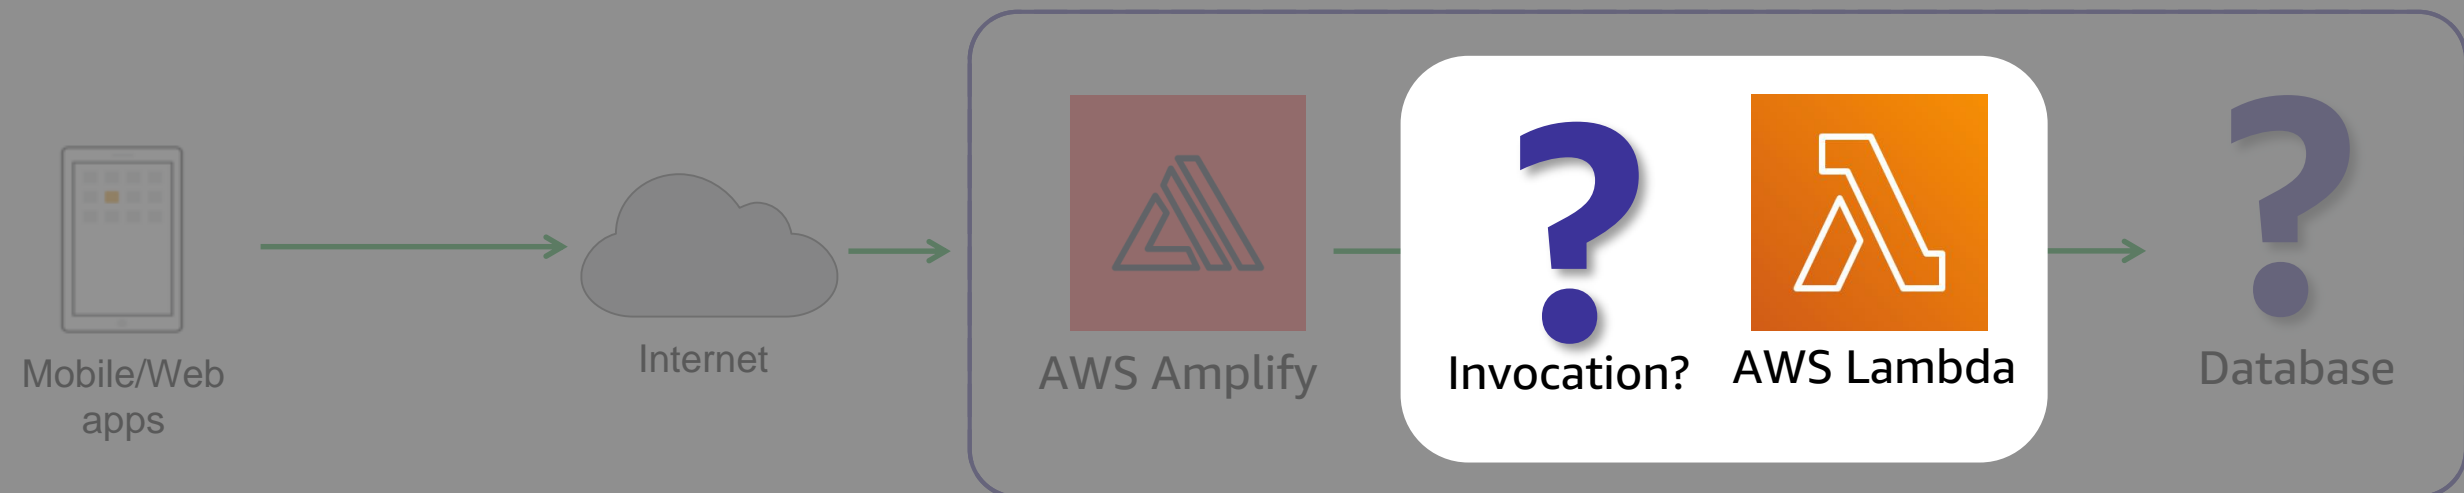 Mobile/Web
apps
Internet
AWS Amplify
?
Invocation?
AWS Lambda
?
Database